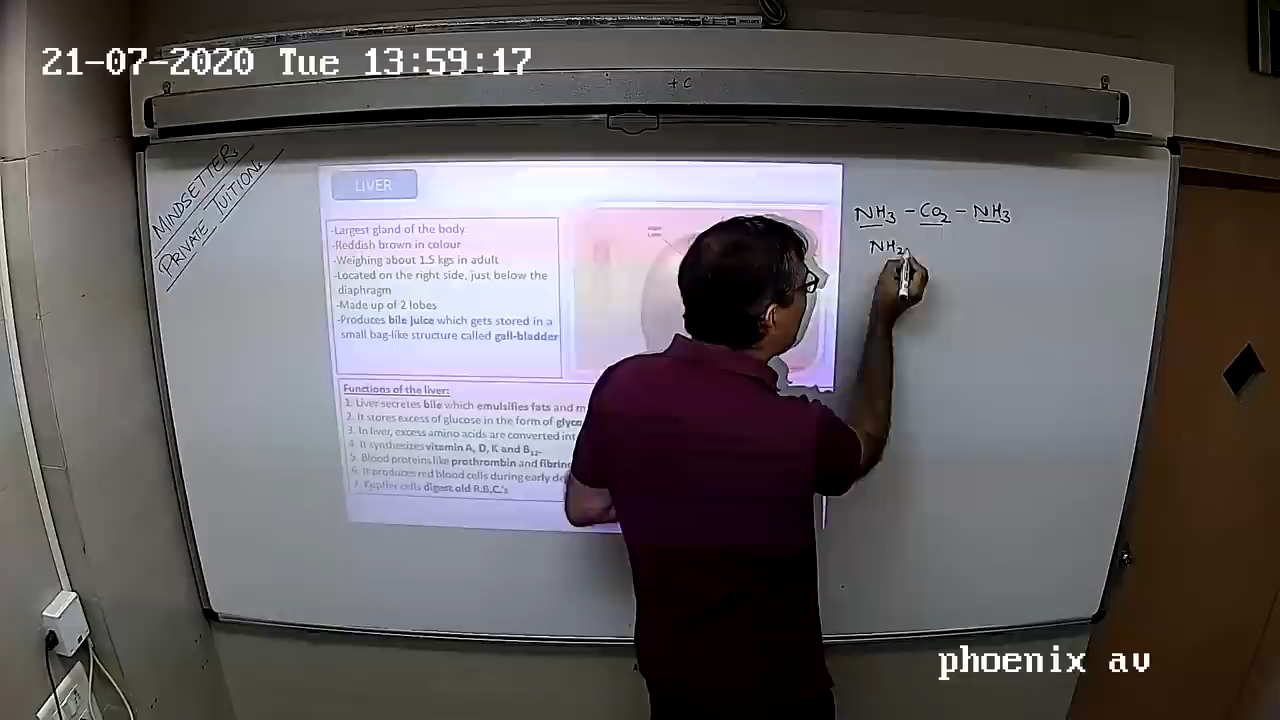 21-07-2020 Tue 13:59:17
+C
MINDSETTERS
PRIVATE TUITIONS
LIVER
-Largest gland of the body.
-Reddish brown in colour
-Weighing about 1.5 kgs in adult
-Located on the right side, just below the
diaphragm
-Made up of 2 lobes
-Produces bile juice which gets stored in a
small bag-like structure called gall-bladder
NH3 - CO2 - NH3
NH2
Functions of the liver:
1. Liver secretes bile which emulsifies fats and
2. It stores excess of glucose in the form of
3. In liver, excess amino acids are converted
4. It synthesizes vitamin A, D, K and B12.
5. Blood proteins like prothrombin and
6. It produces red blood cells during early
7. Kupffer cells digest old R.B.C.'s
phoenix av